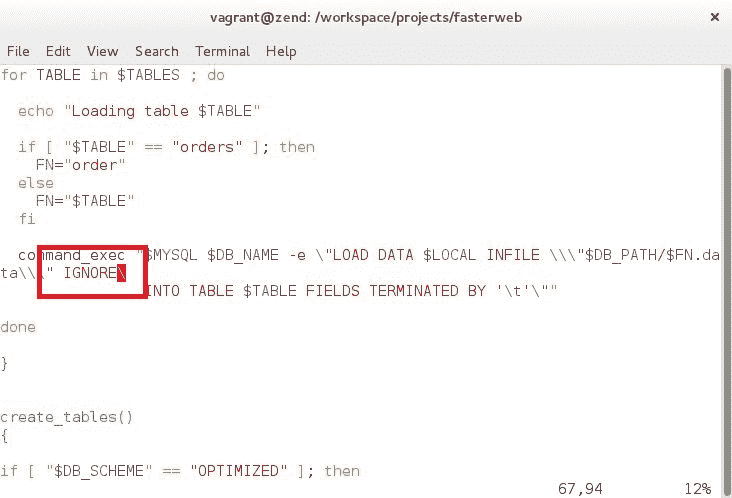 vagrant@zend: /workspace/projects/fasterweb
×
File Edit View Search Terminal Help
for TABLE in $TABLES ; do
echo "Loading table $TABLE"
if [ "$TABLE" == "orders" ]; then
FN="order"
else
FN="$TABLE"
fi
command_exec "$MYSQL $DB_NAME -e \"LOAD DATA $LOCAL INFILE \\\"$DB_PATH/$FN.da
ta\\\" IGNORE\
INTO TABLE $TABLE FIELDS TERMINATED BY '\t'\""
done
}
create_tables()
{
if [ "$DB_SCHEME" == "OPTIMIZED" ]; then
67,94 12%